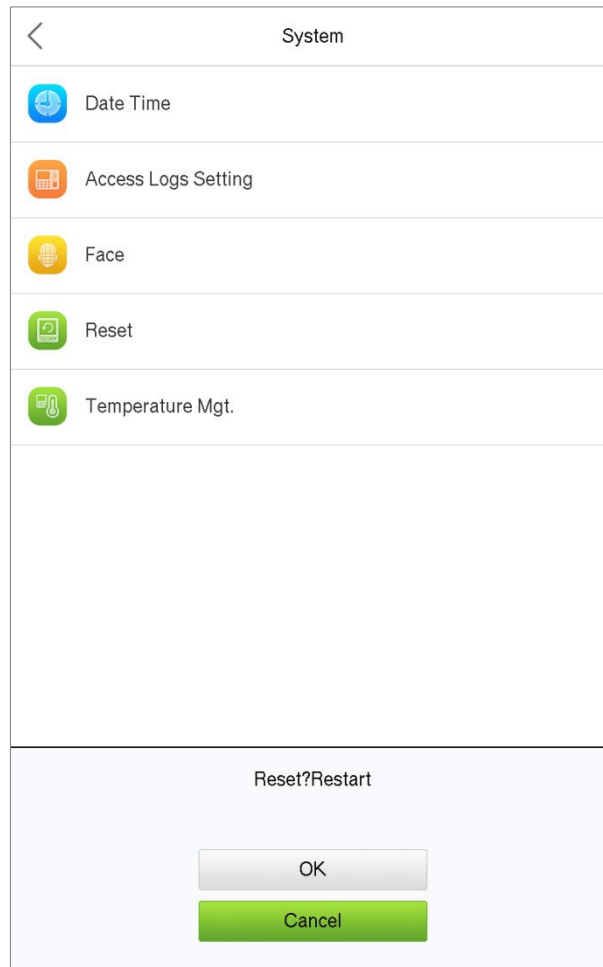 System
Date Time
Access Logs Setting
Face
Reset
Temperature Mgt.
Reset?Restart
OK
Cancel